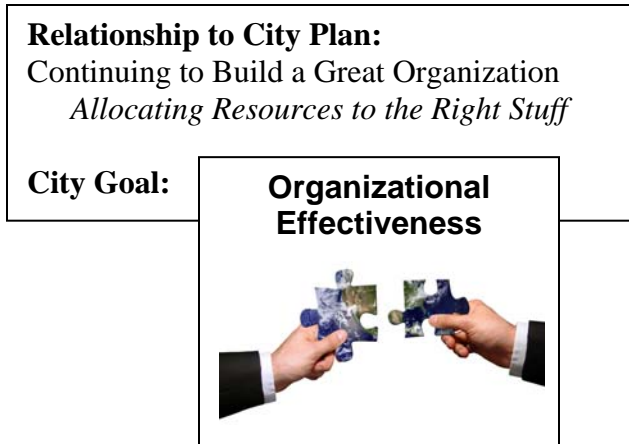 Relationship to City Plan:
Continuing to Build a Great Organization
Allocating Resources to the Right Stuff
City Goal:
Organizational
Effectiveness